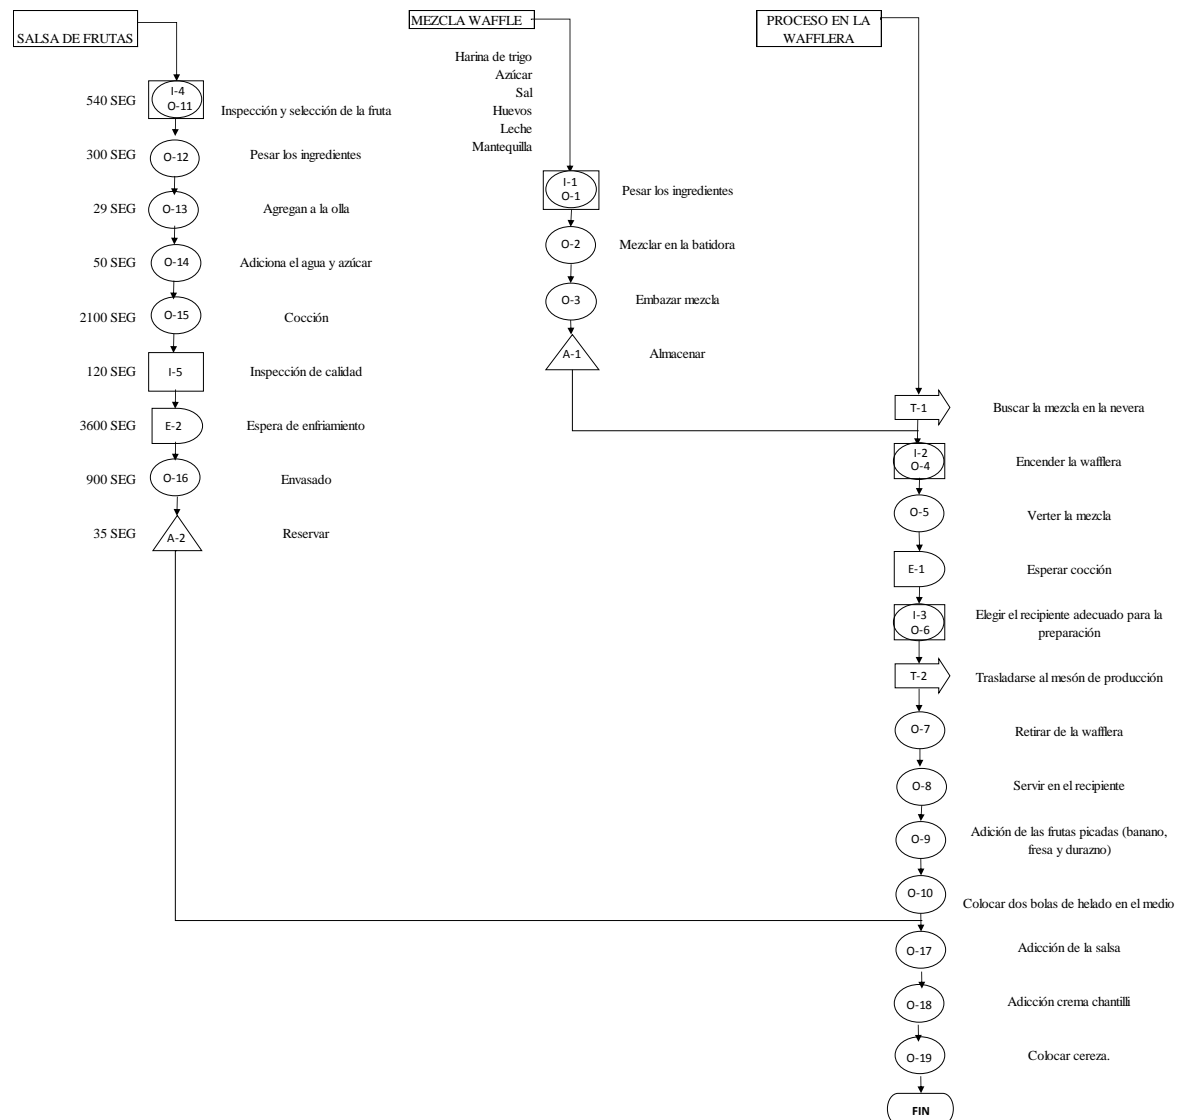 SALSA DE FRUTAS
540 SEG
I-4
O-11
Inspección y selección de la fruta
300 SEG
O-12
Pesar los ingredientes
29 SEG
O-13
Agregan a la olla
50 SEG
O-14
Adiciona el agua y azúcar
2100 SEG
O-15
Cocción
120 SEG
I-5
Inspección de calidad
3600 SEG
E-2
Espera de enfriamiento
900 SEG
O-16
Envasado
35 SEG
A-2
Reservar
MEZCLA WAFFLE
Harina de trigo
Azúcar
Sal
Huevos
Leche
Mantequilla
I-1
O-1
Pesar los ingredientes
O-2
Mezclar en la batidora
O-3
Embazar mezcla
A-1
Almacenar
PROCESO EN LA
WAFFLERA
T-1
Buscar la mezcla en la nevera
I-2
O-4
Encender la wafflera
O-5
Verter la mezcla
E-1
Esperar cocción
I-3
O-6
Elegir el recipiente adecuado para la
preparación
T-2
Trasladarse al mesón de producción
O-7
Retirar de la wafflera
O-8
Servir en el recipiente
O-9
Adición de las frutas picadas (banano,
fresa y durazno)
O-10
Colocar dos bolas de helado en el medio
O-17
Adicción de la salsa
O-18
Adicción crema chantilli
O-19
Colocar cereza.
FIN